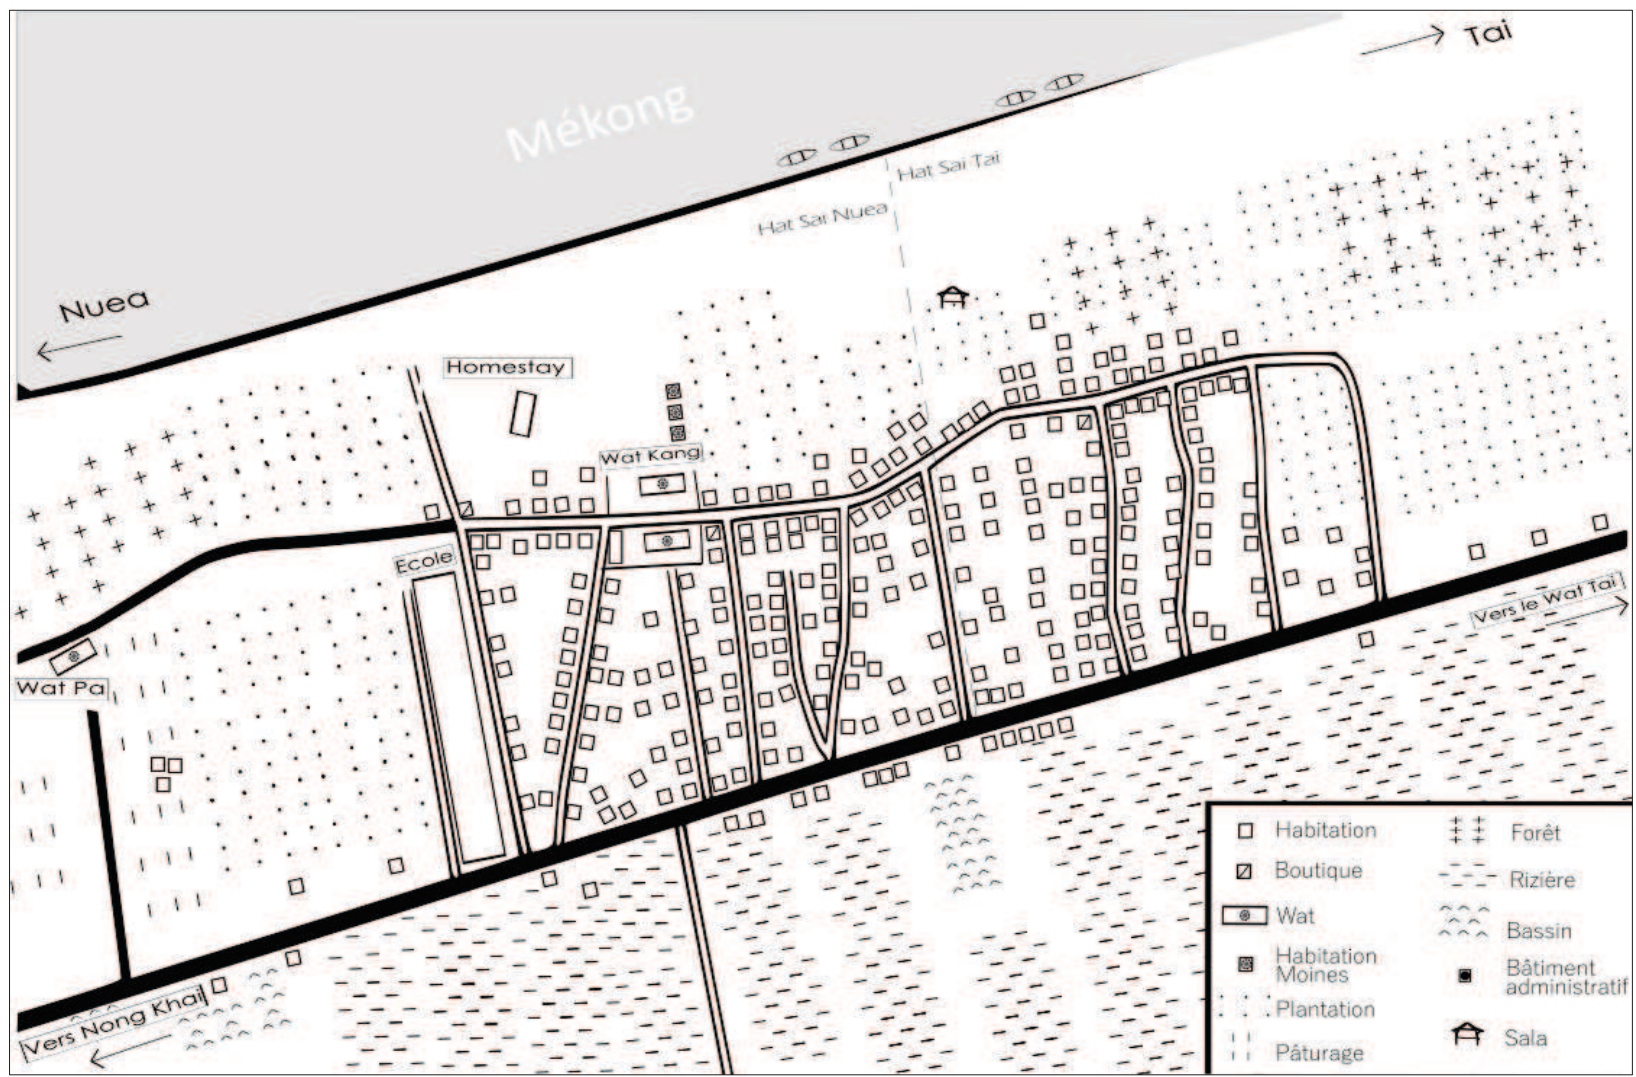 Tai
Mékong
Hat Sai Tai
Hat Sai Nuea
Nuea
Homestay
Wat Kang
Ecole
Wat Pa
Vers le Wat Tai
Vers Nong Khai
Habitation
Boutique
Wat
Habitation
Moines
Plantation
Pâturage
Forêt
Rizière
Bassin
Bâtiment
administratif
Sala